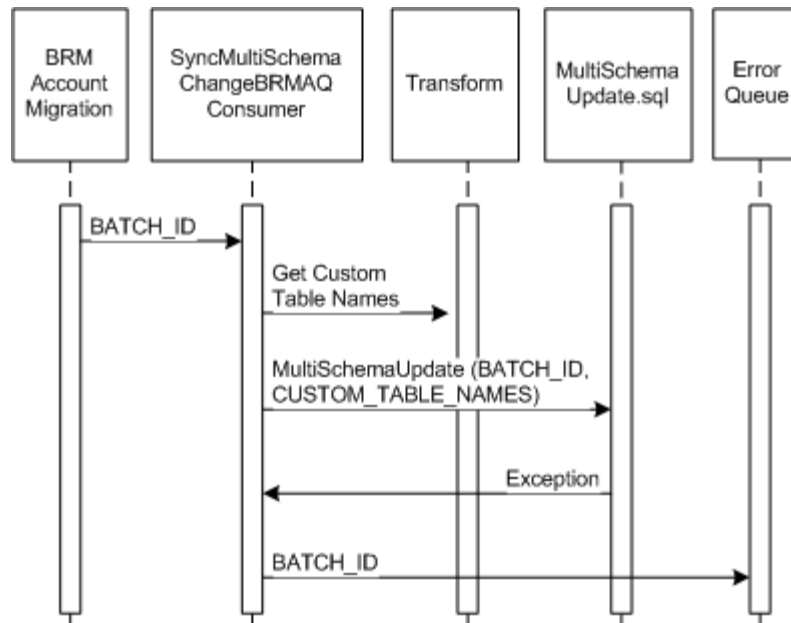 BRM
Account
Migration
SyncMultiSchema
ChangeBRMAQ
Consumer
Transform
MultiSchema
Update.sql
Error
Queue
BATCH_ID
Get Custom
Table Names
MultiSchemaUpdate (BATCH_ID,
CUSTOM_TABLE_NAMES)
Exception
BATCH_ID